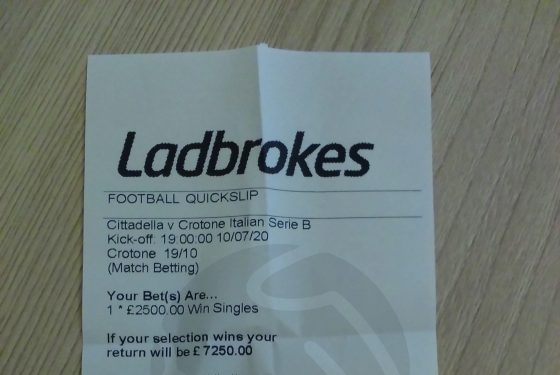 Ladbrokes
FOOTBALL QUICKSLIP
Cittadella v Crotone Italian Serie B
Kick-off: 19:00:00 10/07/20
Crotone 19/10
(Match Betting)
Your Bet(s) Are...
1 * £2500.00 Win Singles
If your selection wins your
return will be £ 7250.00